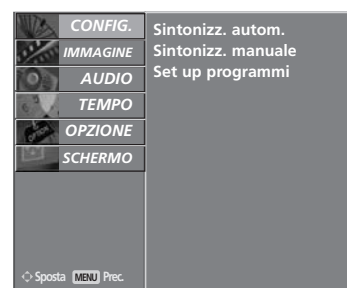 CONFIG.
IMMAGINE
AUDIO
TEMPO
OPZIONE
SCHERMO
Sintonizz. autom.
Sintonizz. manuale
Set up programmi
Sposta MENU Prec.